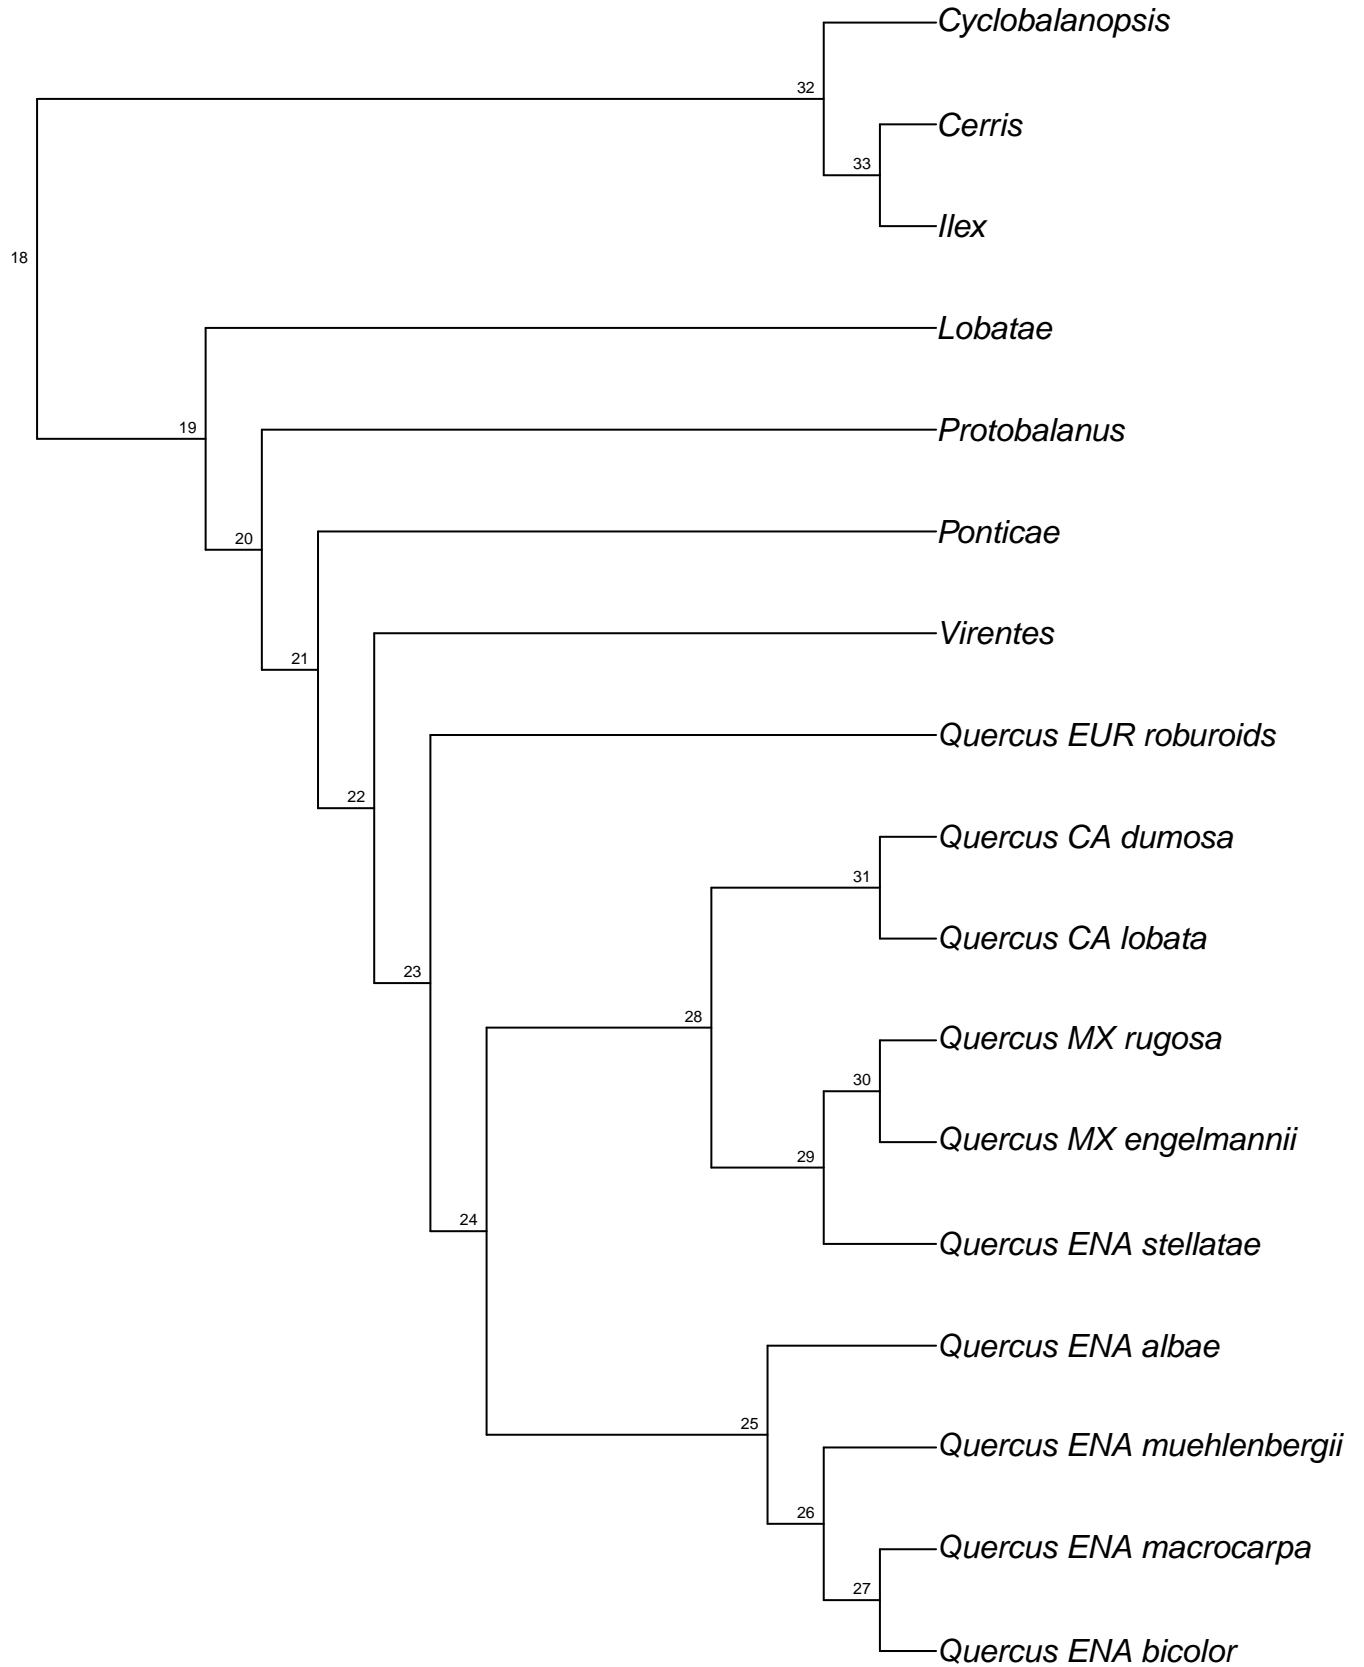 Cyclobalanopsis
32
Cerris
33
Ilex
18
Lobatae
19
Protobalanus
20
Ponticae
21
Virentes
Quercus EUR roburoids
22
Quercus CA dumosa
31
Quercus CA lobata
23
28
Quercus MX rugosa
30
Quercus MX engelmannii
29
24
Quercus ENA stellatae
Quercus ENA albae
25
Quercus ENA muehlenbergii
26
Quercus ENA macrocarpa
27
Quercus ENA bicolor